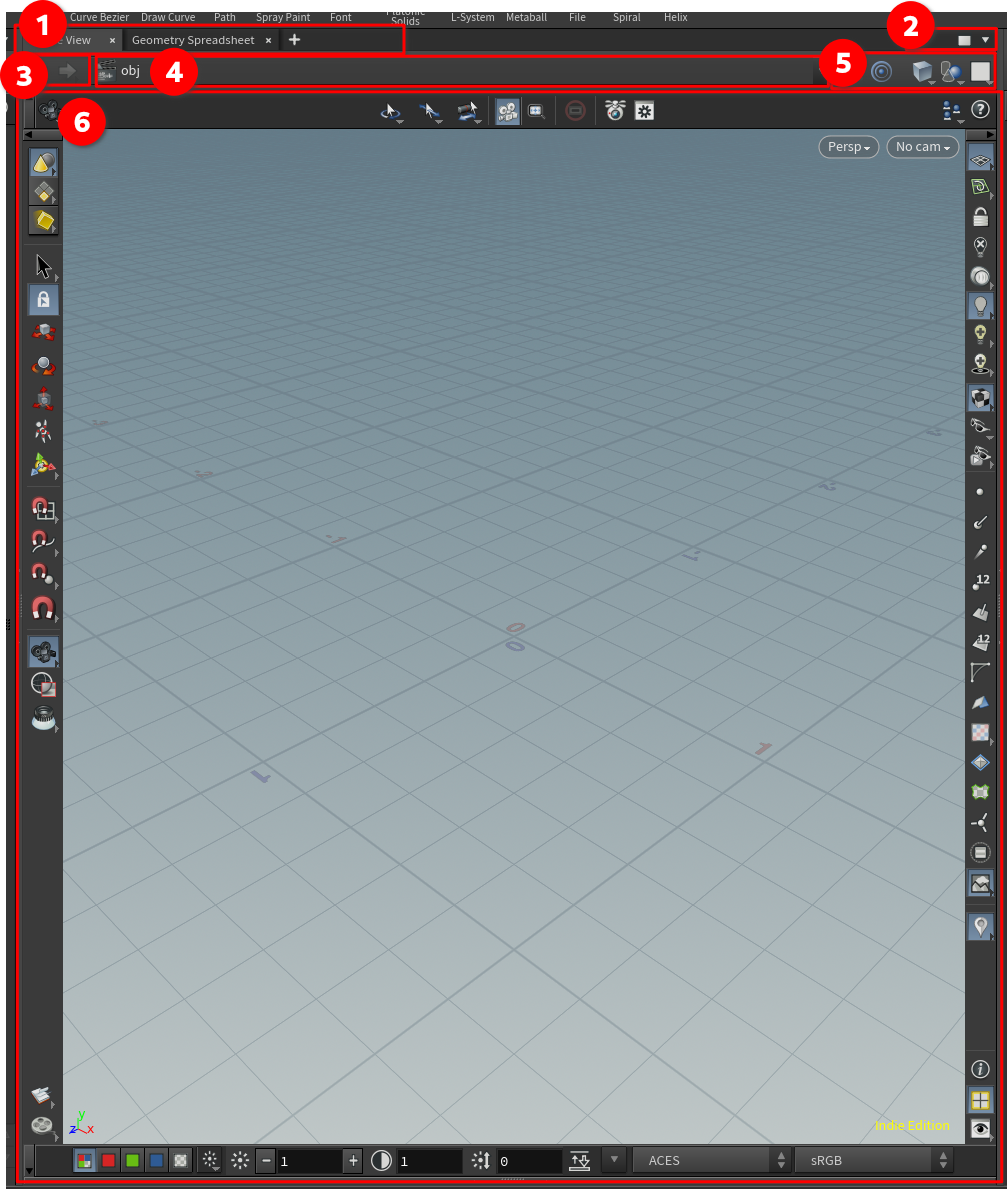 Curve Bezier Draw Curve Path Spray Paint Font Platonic Solids L-System Metaball File Spiral Helix
1
View × Geometry Spreadsheet × +
2
3
obj
4
5
6
Persp No cam
12
12
0
0
1
1
y
z x
Indie Edition
1 1 0 ACES sRGB